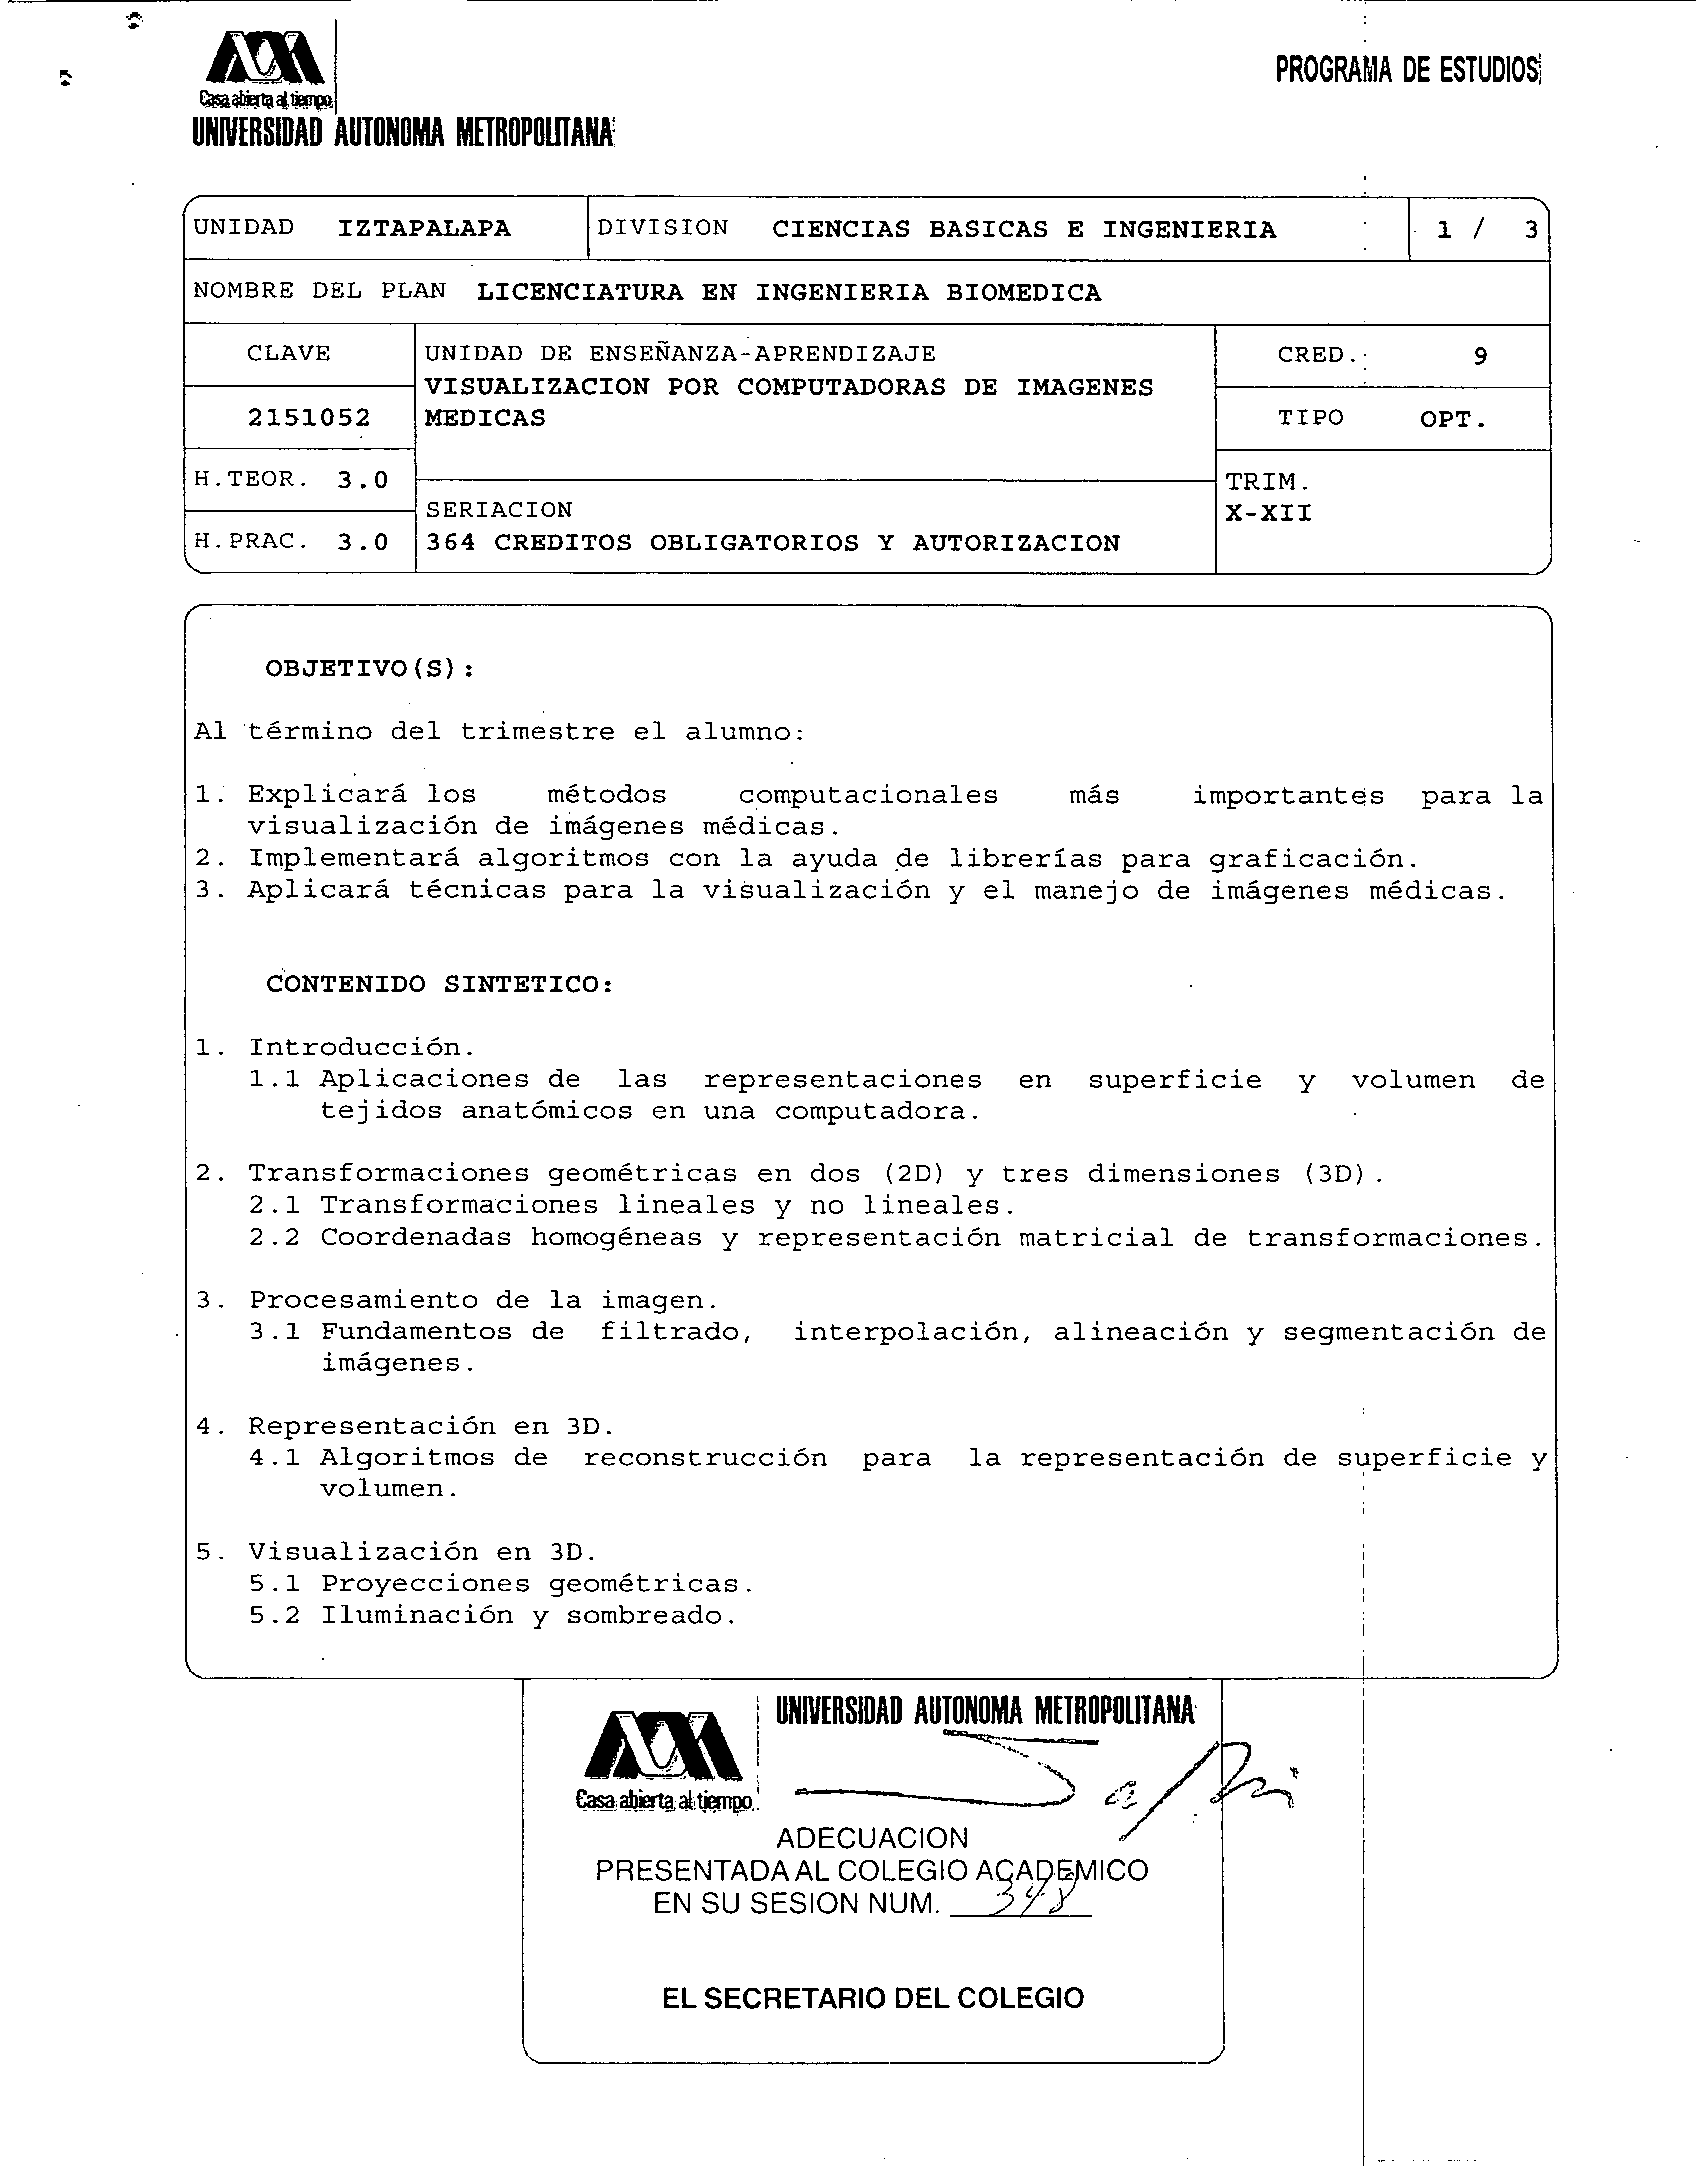 PROGRAMA DE ESTUDIOS
Casa abierta al tiempo
UNIVERSIDAD AUTONOMA METROPOLITANA
UNIDAD IZTAPALAPA DIVISION CIENCIAS BASICAS E INGENIERIA 1 / 3
NOMBRE DEL PLAN LICENCIATURA EN INGENIERIA BIOMEDICA
CLAVE UNIDAD DE ENSEÑANZA-APRENDIZAJE CRED. 9
VISUALIZACION POR COMPUTADORAS DE IMAGENES
2151052 MEDICAS TIPO OPT.
H.TEOR. 3.0 TRIM.
SERIACION X-XII
H.PRAC. 3.0 364 CREDITOS OBLIGATORIOS Y AUTORIZACION
OBJETIVO(S):
Al término del trimestre el alumno:
1. Explicará los métodos computacionales más importantes para la
visualización de imágenes médicas.
2. Implementará algoritmos con la ayuda de librerías para graficación.
3. Aplicará técnicas para la visualización y el manejo de imágenes médicas.
CONTENIDO SINTETICO:
1. Introducción.
1.1 Aplicaciones de las representaciones en superficie y volumen de
tejidos anatómicos en una computadora.
2. Transformaciones geométricas en dos (2D) y tres dimensiones (3D).
2.1 Transformaciones lineales y no lineales.
2.2 Coordenadas homogéneas y representación matricial de transformaciones.
3. Procesamiento de la imagen.
3.1 Fundamentos de filtrado, interpolación, alineación y segmentación de
imágenes.
4. Representación en 3D.
4.1 Algoritmos de reconstrucción para la representación de superficie y
volumen.
5. Visualización en 3D.
5.1 Proyecciones geométricas.
5.2 Iluminación y sombreado.
UNIVERSIDAD AUTONOMA METROPOLITANA
Casa abierta al tiempo
ADECUACION
PRESENTADA AL COLEGIO ACADEMICO
EN SU SESION NUM. 348
EL SECRETARIO DEL COLEGIO